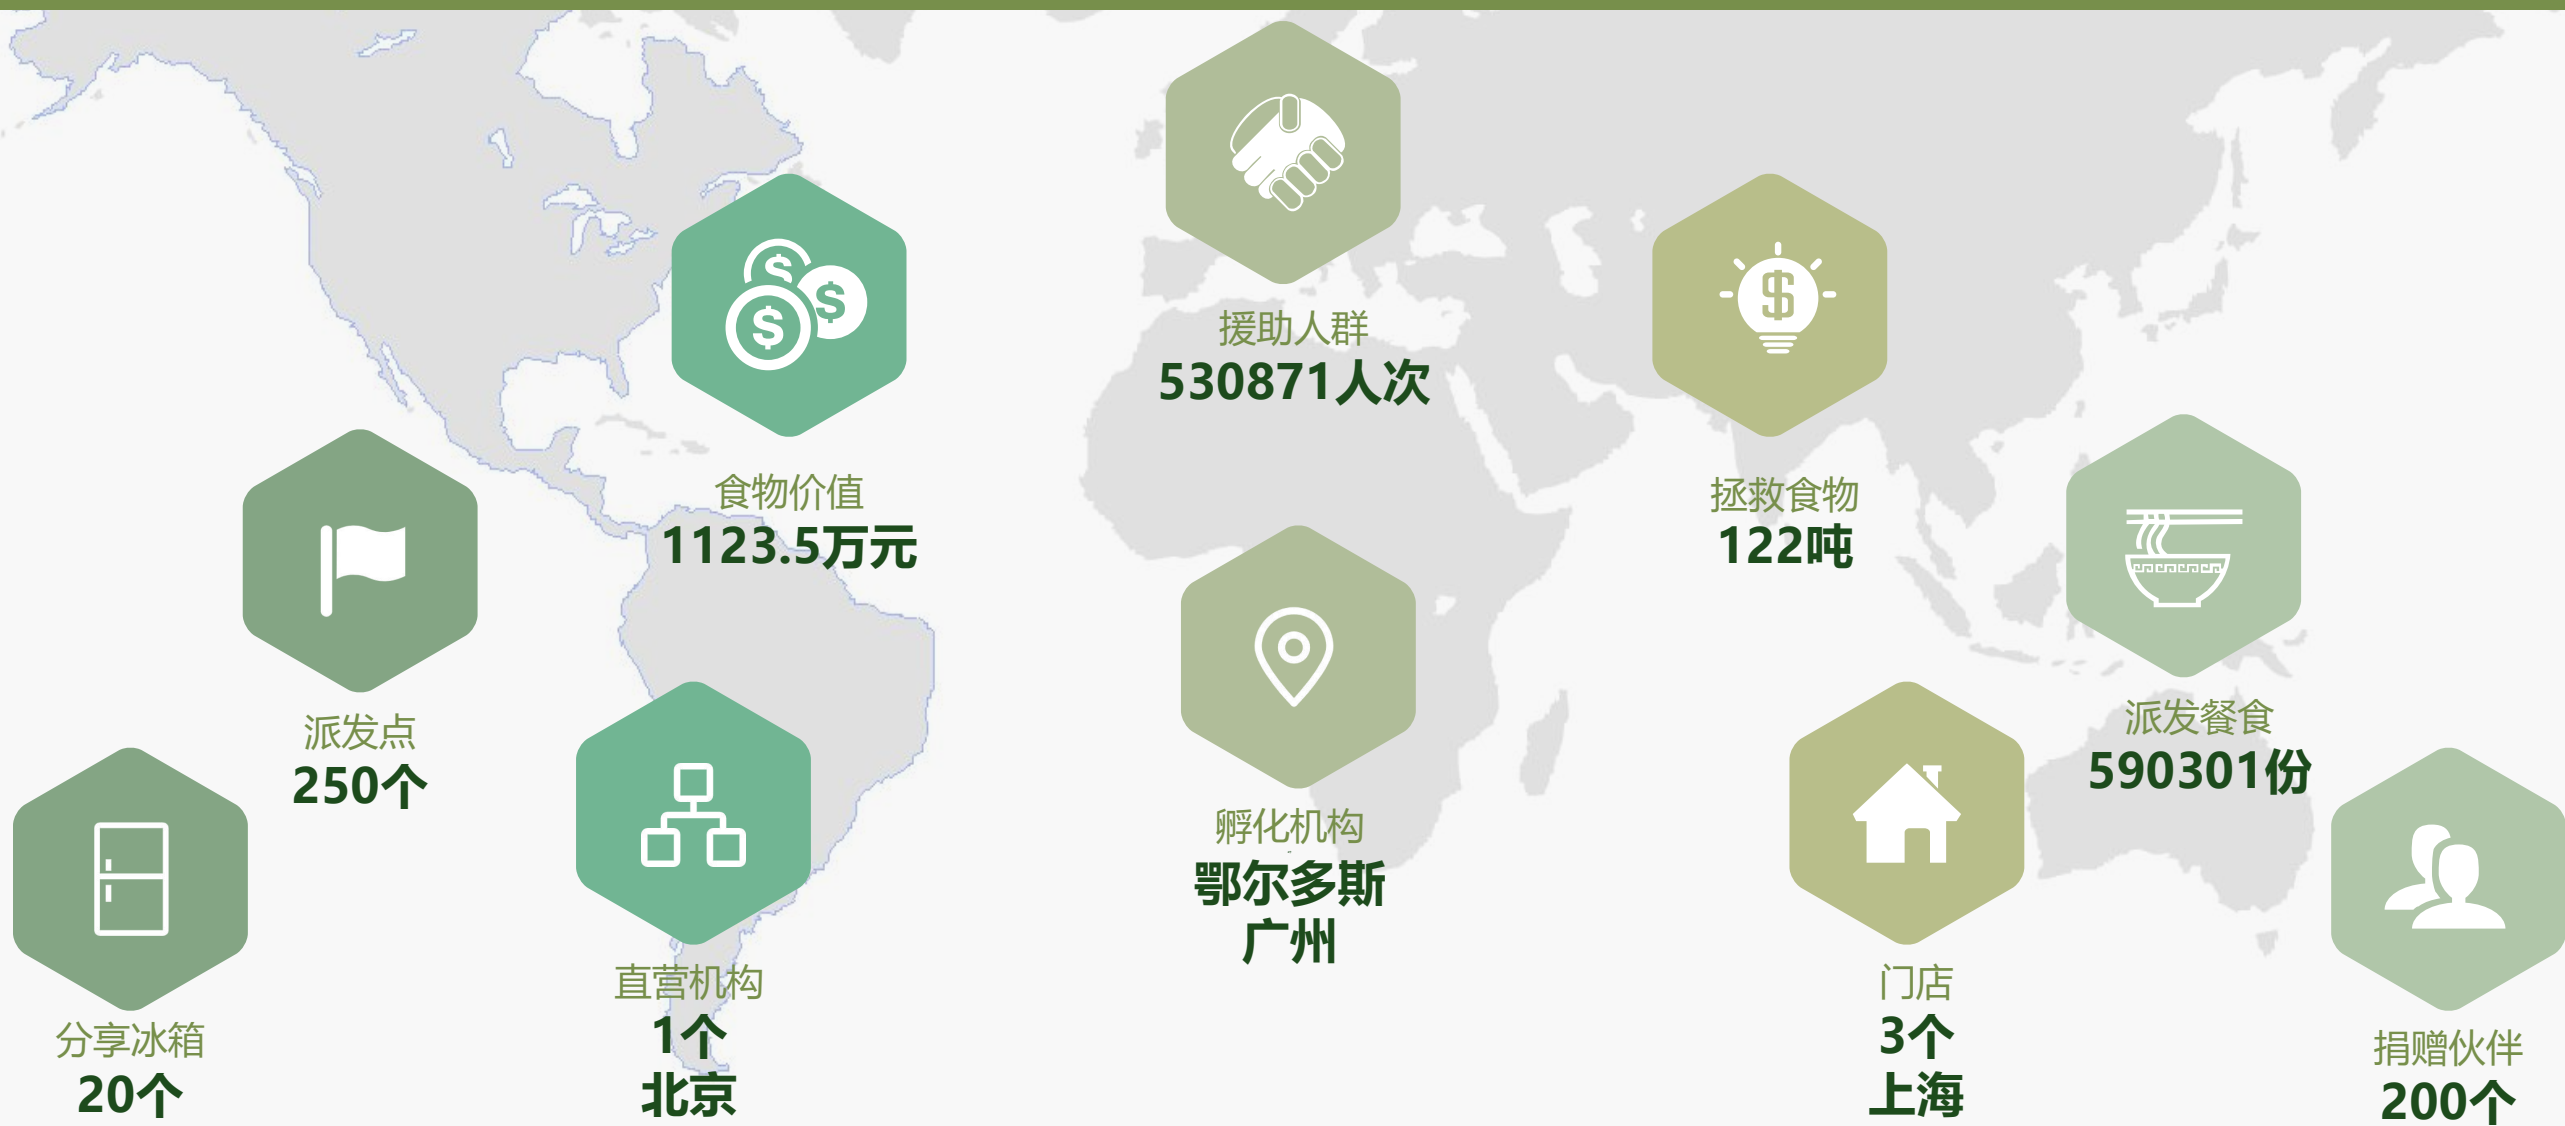 援助人群
530871人次
食物价值
1123.5万元
拯救食物
122吨
派发点
250个
派发餐食
590301份
孵化机构
鄂尔多斯
广州
直营机构
1个
北京
门店
3个
上海
分享冰箱
20个
捐赠伙伴
200个